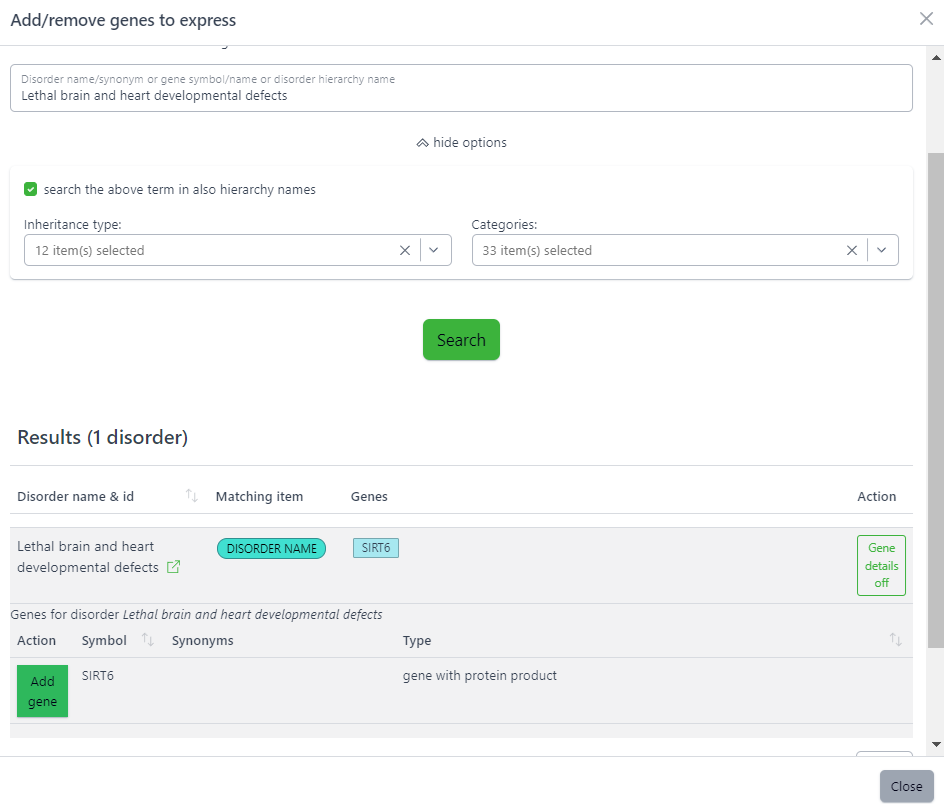 Add/remove genes to express
Disorder name/synonym or gene symbol/name or disorder hierarchy name
Lethal brain and heart developmental defects
hide options
search the above term in also hierarchy names
Inheritance type:
Categories:
12 item(s) selected
33 item(s) selected
Search
Results (1 disorder)
Disorder name & id
Matching item
Genes
Action
Lethal brain and heart
developmental defects
DISORDER NAME
SIRT6
Gene
details
off
Genes for disorder Lethal brain and heart developmental defects
Action
Symbol
Synonyms
Type
Add
gene
SIRT6
gene with protein product
Close